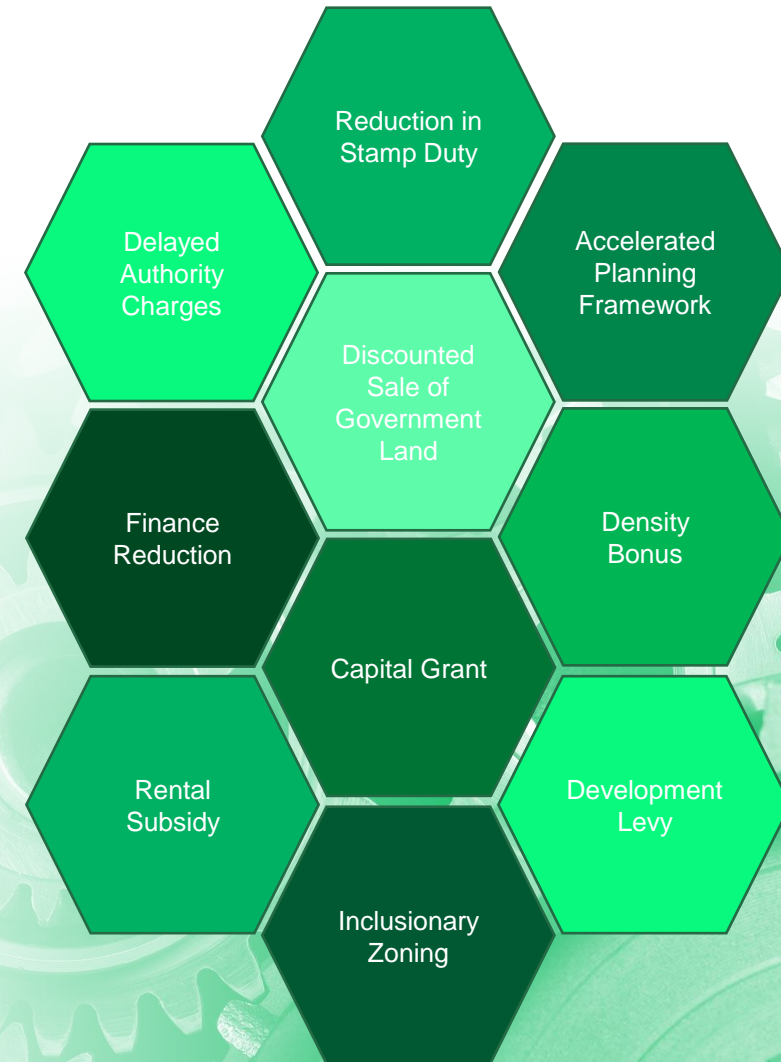 Reduction in
Stamp Duty
Delayed
Authority
Charges
Accelerated
Planning
Framework
Discounted
Sale of
Government
Land
Finance
Reduction
Density
Bonus
Capital Grant
Rental
Subsidy
Development
Levy
Inclusionary
Zoning